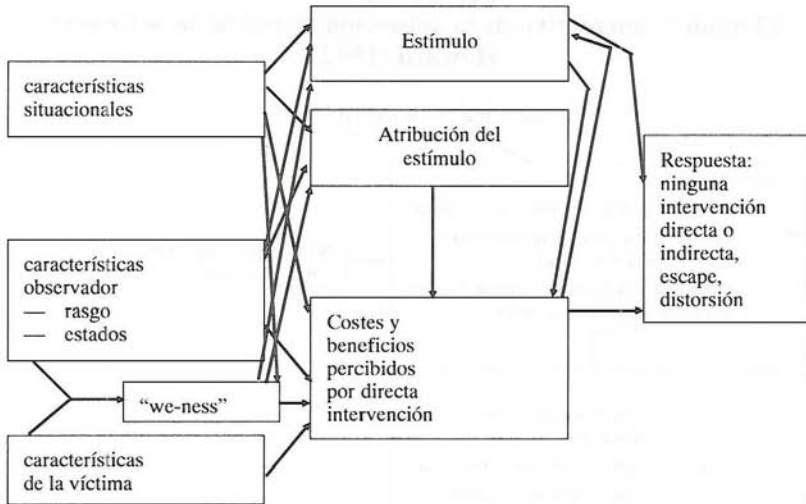 Estímulo
características
situacionales
Atribución del
estímulo
Respuesta:
ninguna
intervención
directa o
indirecta,
escape,
distorsión
características
observador
— rasgo
— estados
Costes y
beneficios
percibidos
por directa
intervención
“we-ness”
características
de la víctima